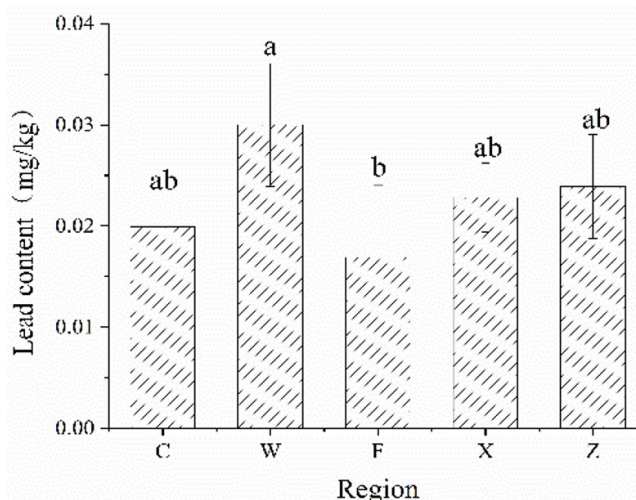 Lead content (mg/kg)
0.04
0.03
0.02
0.01
0.00
ab
a
b
ab
ab
C
W
F
X
Z
Region